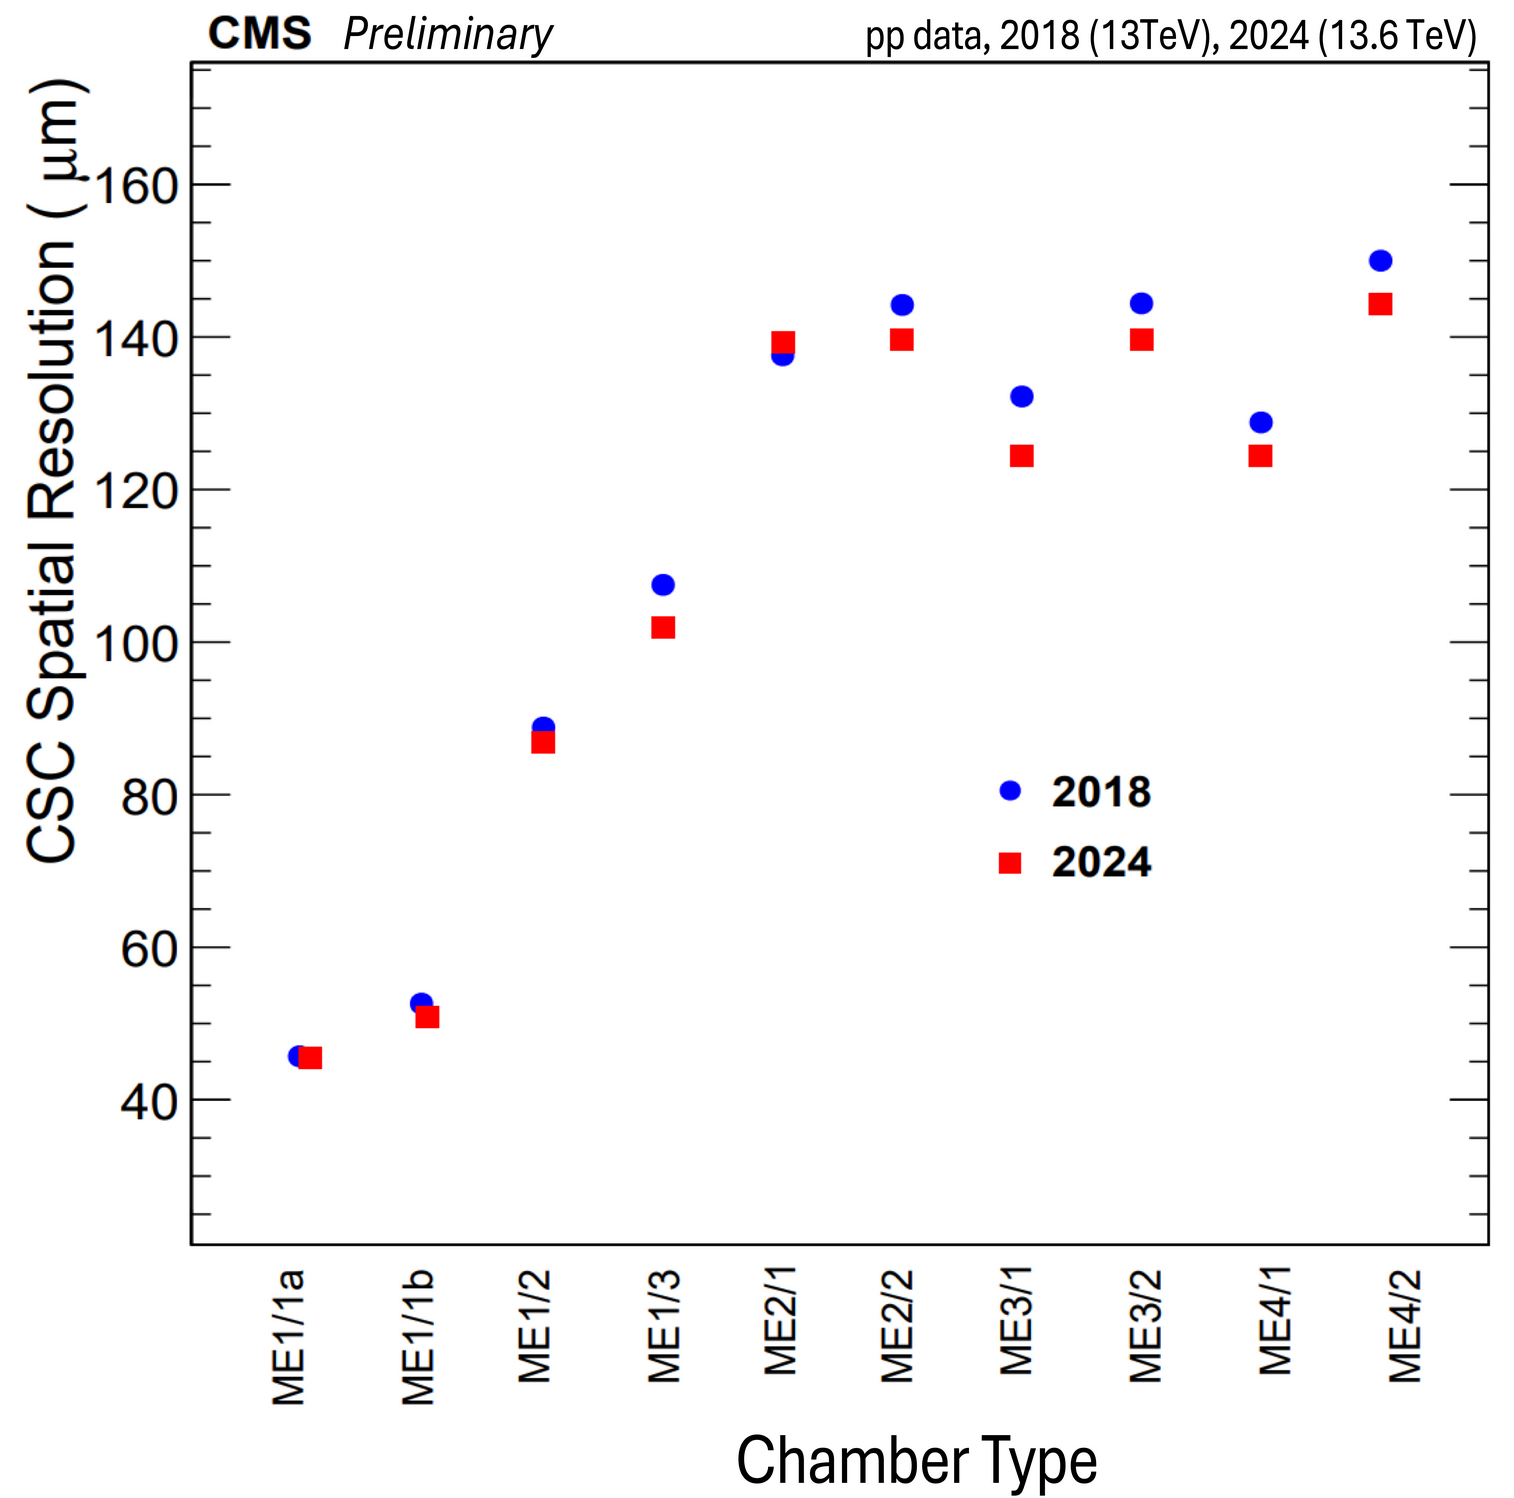 CMS Preliminary pp data, 2018 (13TeV), 2024 (13.6 TeV)
CSC Spatial Resolution ( μm)
160
140
120
100
80
60
40
2018
2024
ME1/1a
ME1/1b
ME1/2
ME1/3
ME2/1
ME2/2
ME3/1
ME3/2
ME4/1
ME4/2
Chamber Type